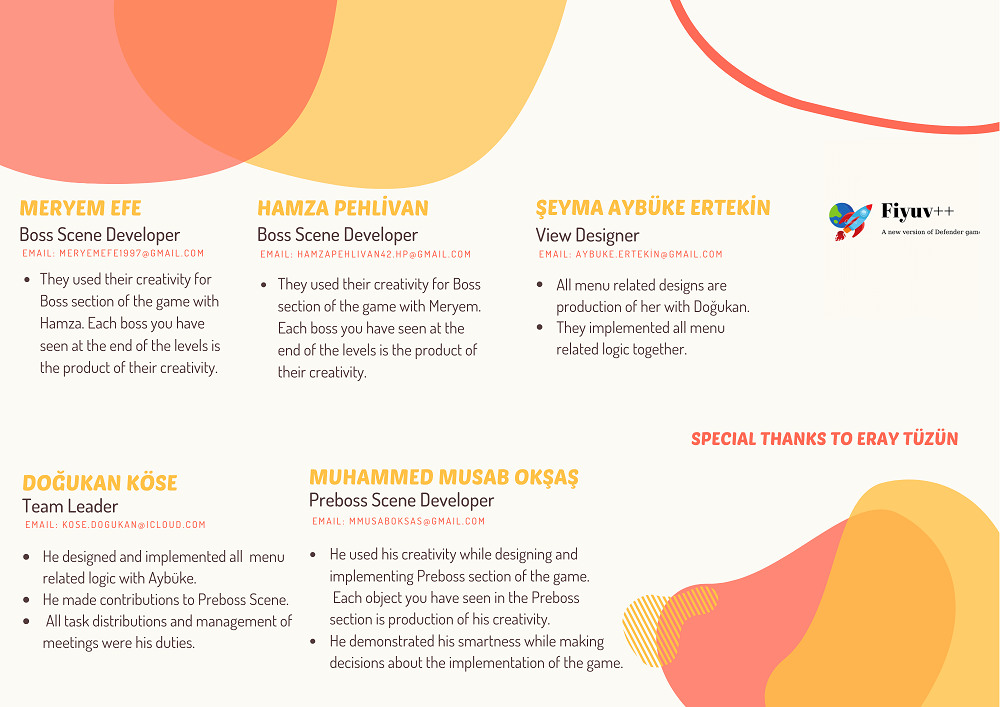 MERYEM EFE
Boss Scene Developer
EMAIL: MERYEMEFE1997@GMAIL.COM
• They used their creativity for
Boss section of the game with
Hamza. Each boss you have
seen at the end of the levels is
the product of their creativity.
HAMZA PEHLİVAN
Boss Scene Developer
EMAIL: HAMZAPEHLIVAN42.HP@GMAIL.COM
• They used their creativity for Boss
section of the game with Meryem.
Each boss you have seen at the
end of the levels is the product of
their creativity.
ŞEYMA AYBÜKE ERTEKİN
View Designer
EMAIL: AYBUKE.ERTEKİN@GMAIL.COM
• All menu related designs are
production of her with Doğukan.
• They implemented all menu
related logic together.
Fiyuv++
A new version of Defender game
SPECIAL THANKS TO ERAY TÜZÜN
DOĞUKAN KÖSE
Team Leader
EMAIL: KOSE.DOGUKAN@ICLOUD.COM
• He designed and implemented all menu
related logic with Aybüke.
• He made contributions to Preboss Scene.
• All task distributions and management of
meetings were his duties.
MUHAMMED MUSAB OKŞAŞ
Preboss Scene Developer
EMAIL: MMUSABOKSAS@GMAIL.COM
• He used his creativity while designing and
implementing Preboss section of the game.
Each object you have seen in the Preboss
section is production of his creativity.
• He demonstrated his smartness while making
decisions about the implementation of the game.